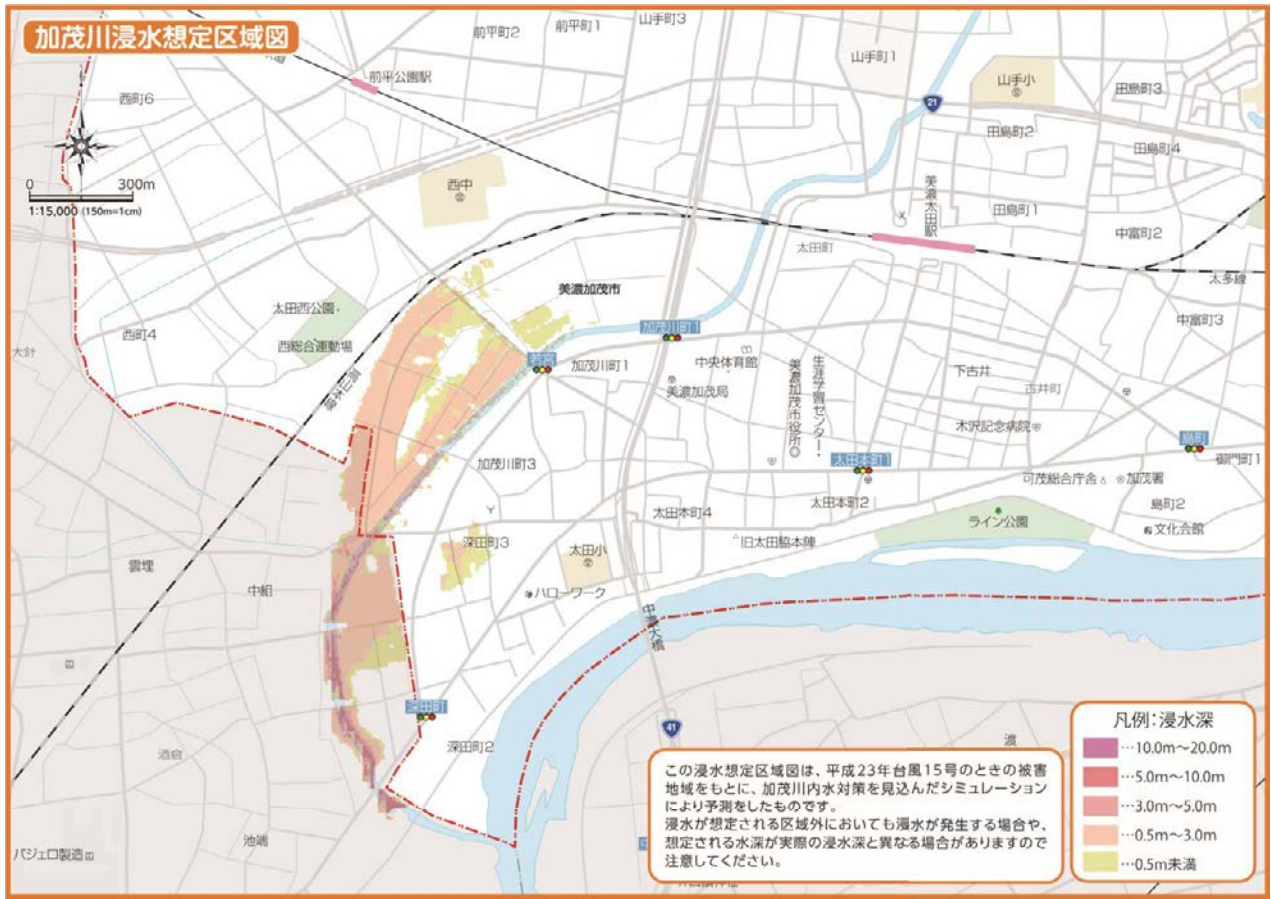 加茂川浸水想定区域図
前平町2
前平町1
山手町3
山手町1
山手小
田島町3
21
前平公園駅
西町6
田島町2
田島町4
0 300m
1:15,000 (150m=1cm)
西中
美濃太田駅
田島町1
中富町2
太田町
太多線
美濃加茂市
太田西公園
中富町3
西町4
加茂川町1
大針
西総合運動場
若宮
加茂川町1
中央体育館
生涯学習センター・
美濃加茂市役所
下古井
古井町
美濃加茂局
高山本線
木沢記念病院
島町
加茂川町3
太田本町1
御門町1
可茂総合庁舎
加茂署
太田本町4
太田本町2
島町2
ライン公園
文化会館
深田町3
太田小
旧太田脇本陣
雲埋
中組
ハローワーク
中濃大橋
深田町
41
酒倉
深田町2
渡
池端
パジェロ製造
この浸水想定区域図は、平成23年台風15号のときの被害
地域をもとに、加茂川内水対策を見込んだシミュレーション
により予測をしたものです。
浸水が想定される区域外においても浸水が発生する場合や、
想定される水深が実際の浸水深と異なる場合がありますので
注意してください。
凡例:浸水深
…10.0m～20.0m
…5.0m～10.0m
…3.0m～5.0m
…0.5m～3.0m
…0.5m未満